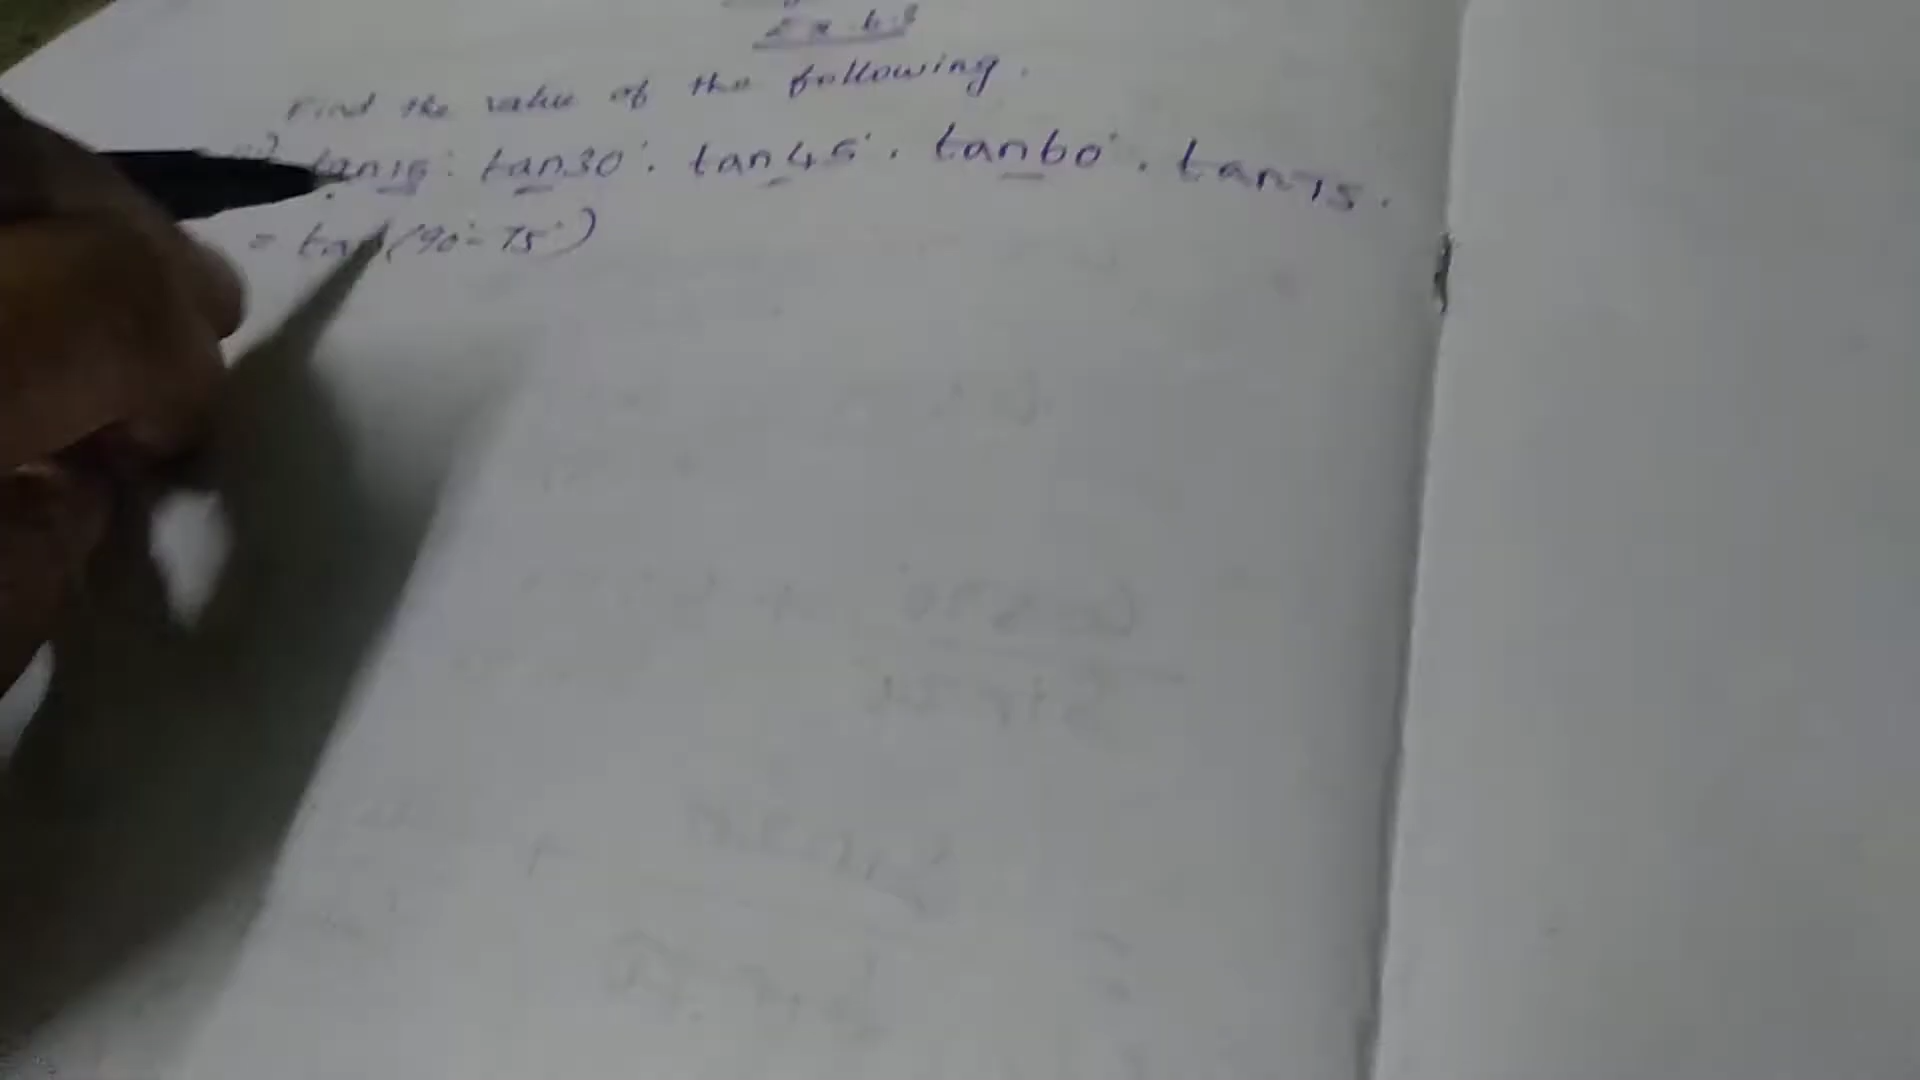 Ex 6.3
Find the value of the following.
tan15°. tan30°. tan45°. tan60°. tan75.
= tan(90°- 75°)